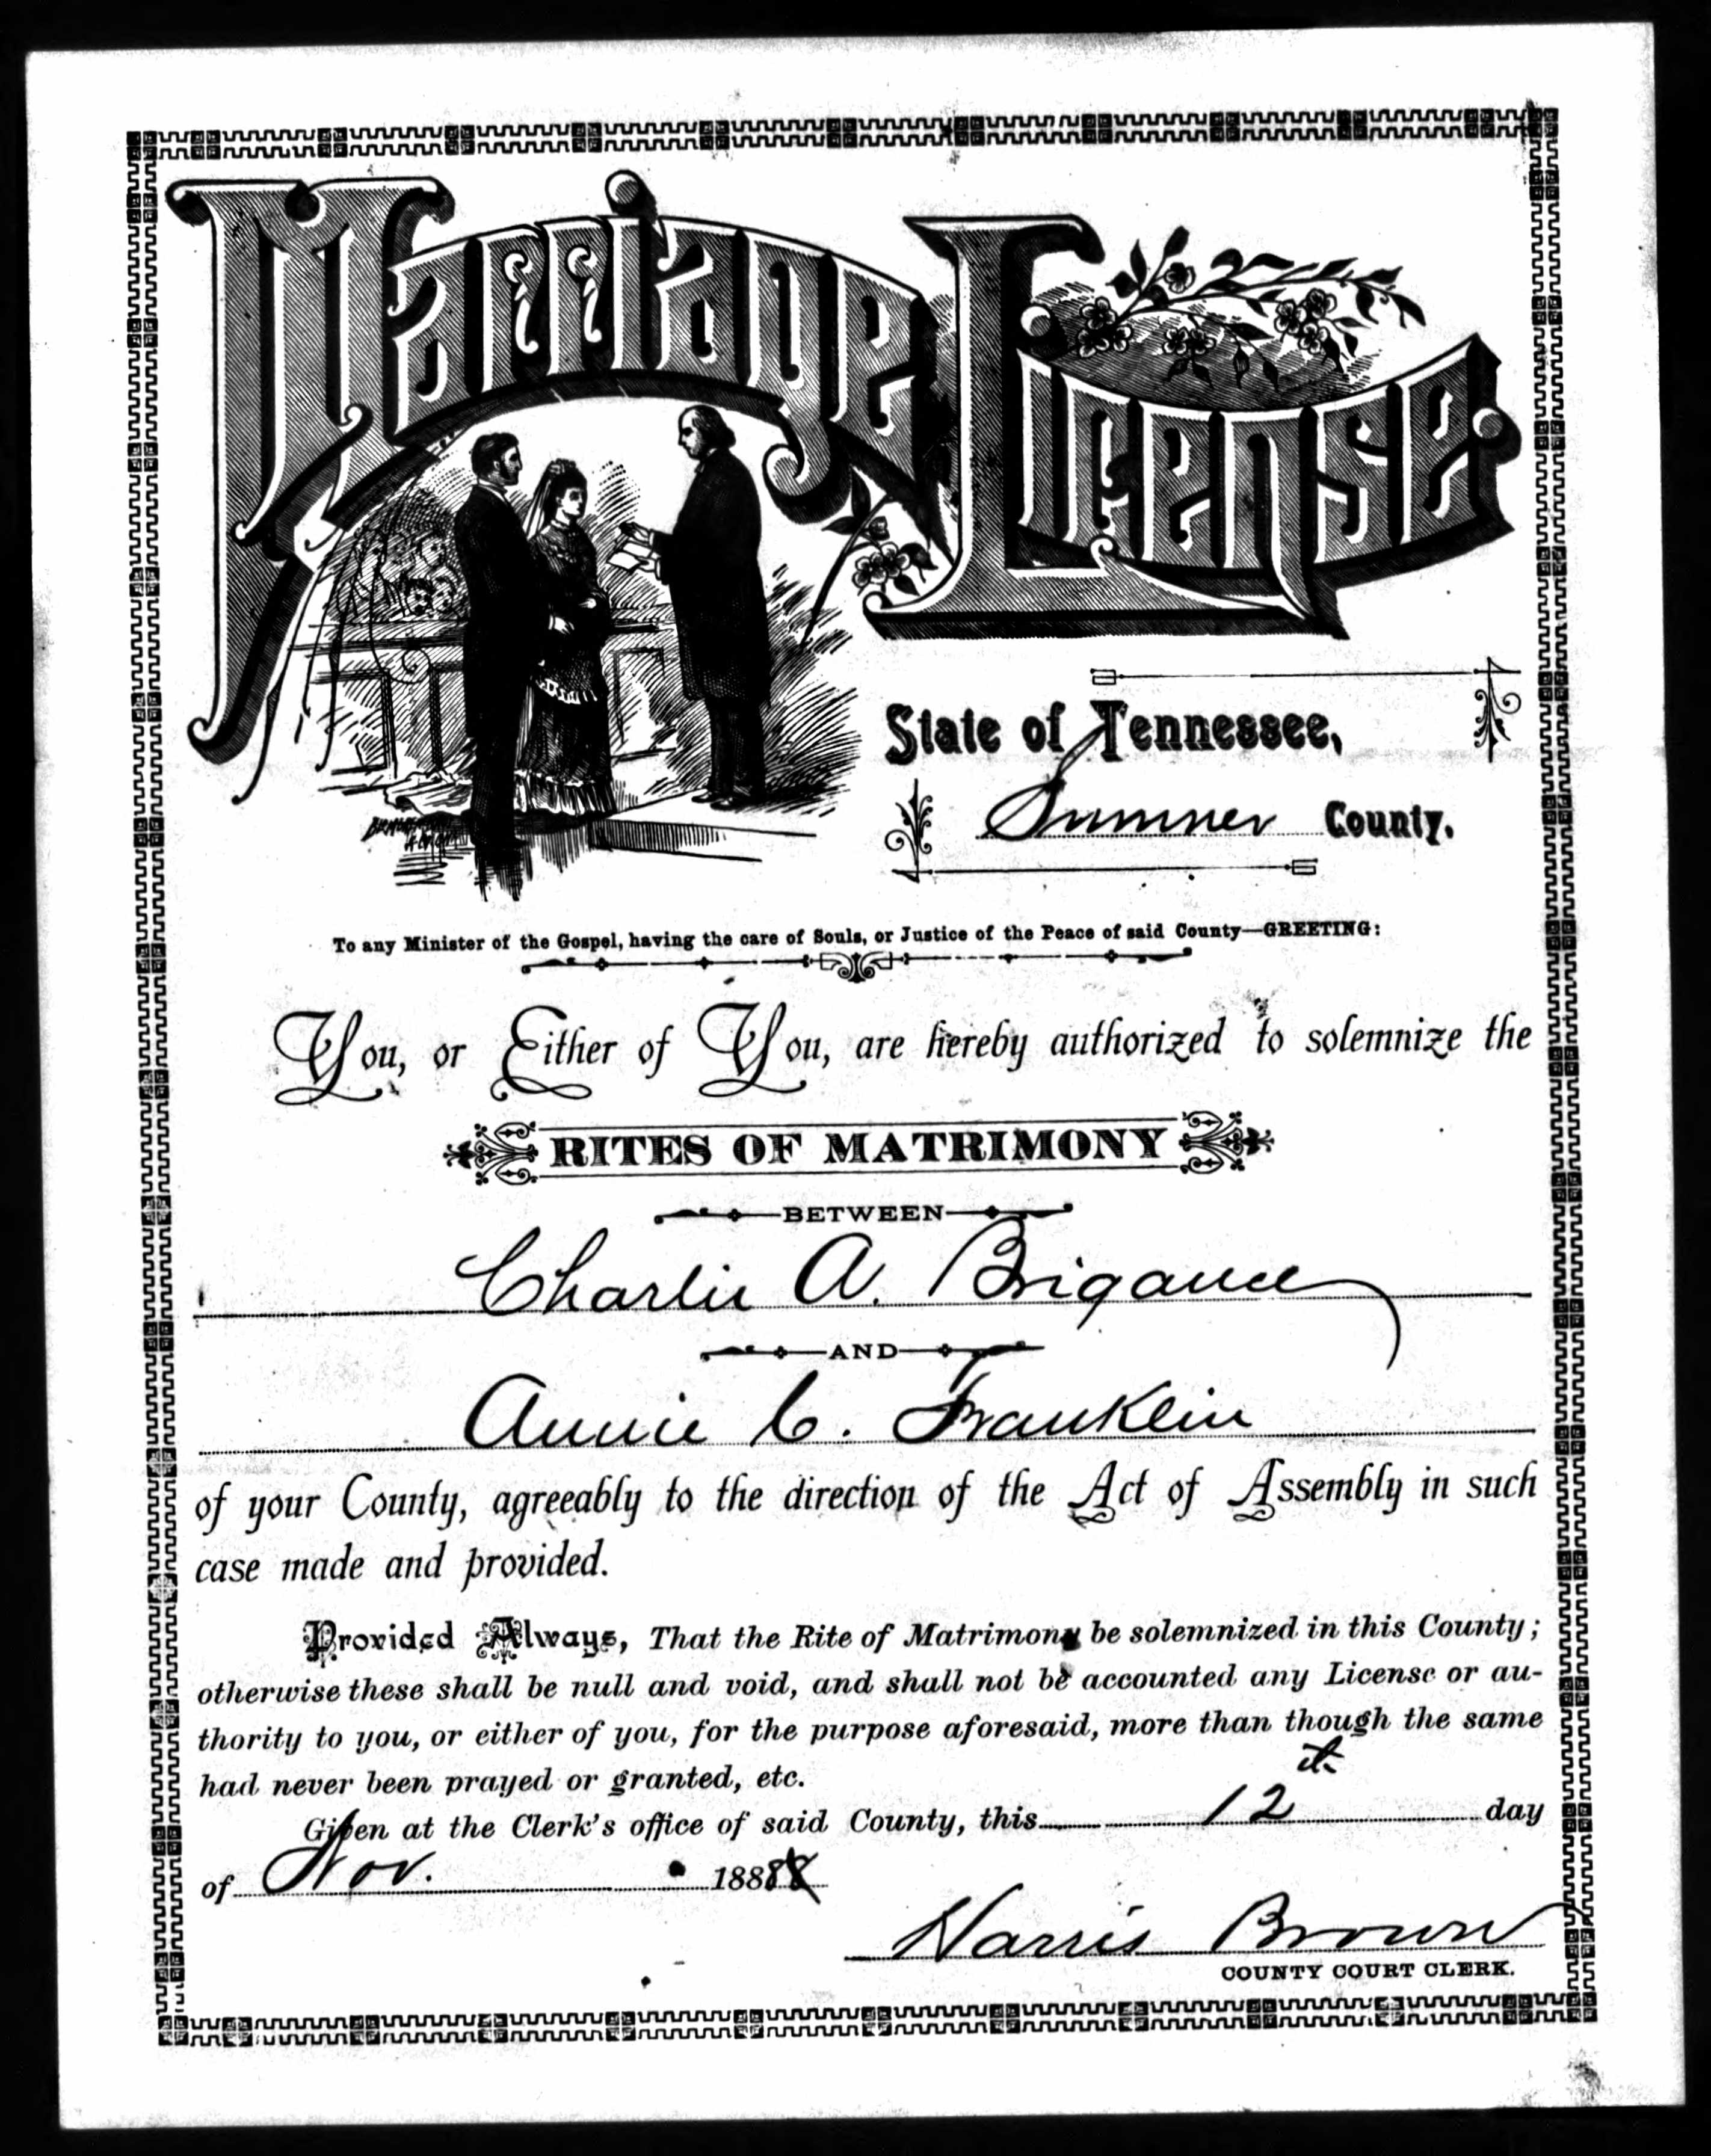 Marriage License
State of Tennessee,
Sumner County.
To any Minister of the Gospel, having the care of Souls, or Justice of the Peace of said County—GREETING:
You, or Either of You, are hereby authorized to solemnize the
RITES OF MATRIMONY
BETWEEN
Charlie A. Brigance
AND
Annie C. Franklin
of your County, agreeably to the direction of the Act of Assembly in such
case made and provided.
Provided Always, That the Rite of Matrimony be solemnized in this County;
otherwise these shall be null and void, and shall not be accounted any License or au-
thority to you, or either of you, for the purpose aforesaid, more than though the same
had never been prayed or granted, etc.
Given at the Clerk's office of said County, this 12th day
of Nov. 188
Harris Brown
COUNTY COURT CLERK.